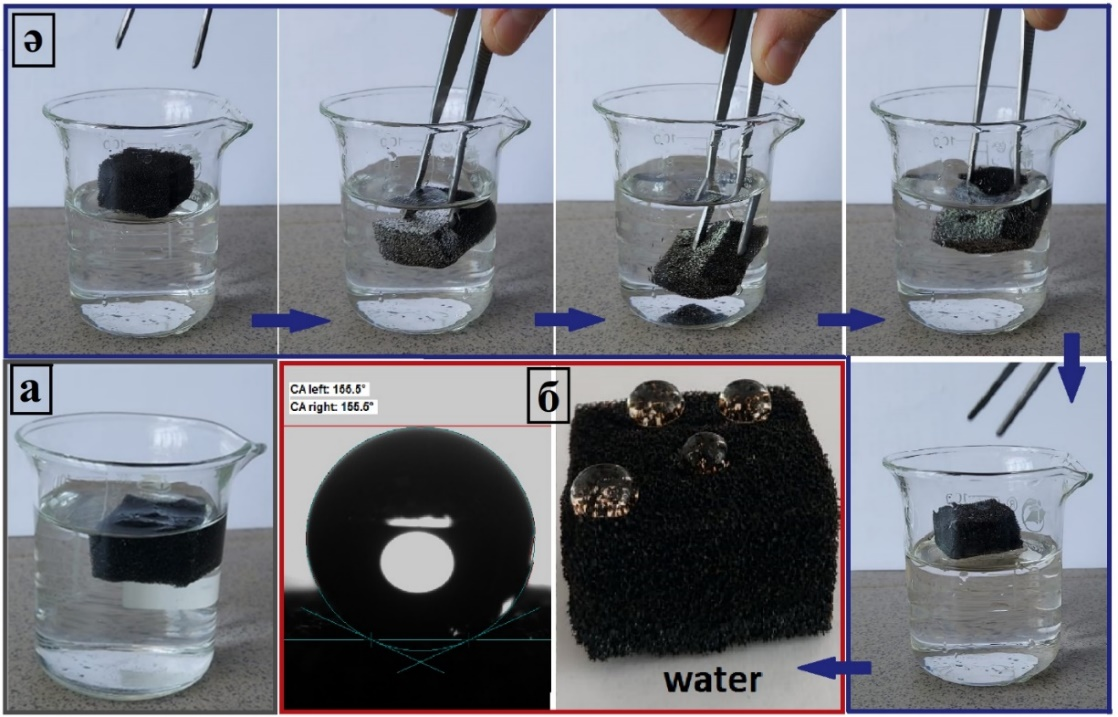 ә
а
CA left: 155.5°
CA right: 155.5°
б
water